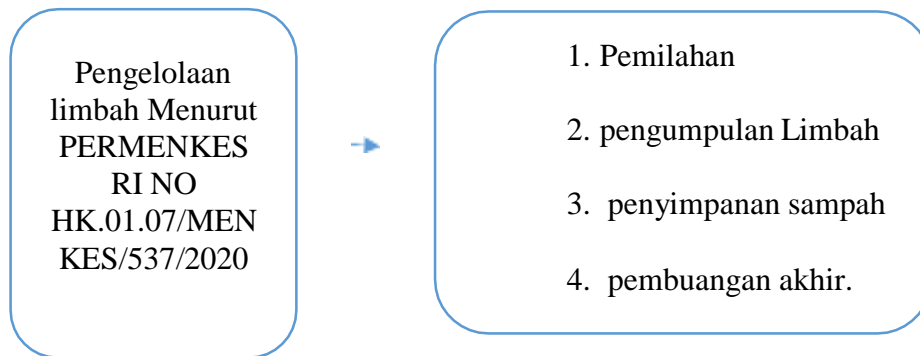 Pengelolaan
limbah Menurut
PERMENKES
RI NO
HK.01.07/MEN
KES/537/2020
1. Pemilahan
2. pengumpulan Limbah
3. penyimpanan sampah
4. pembuangan akhir.